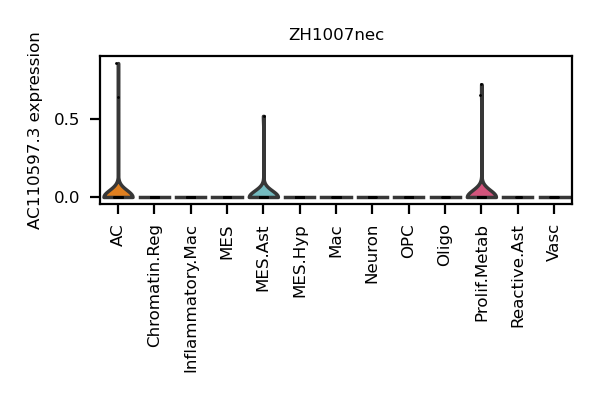 ZH1007nec
AC110597.3 expression
0.5
0.0
AC
Chromatin.Reg
Inflammatory.Mac
MES
MES.Ast
MES.Hyp
Mac
Neuron
OPC
Oligo
Prolif.Metab
Reactive.Ast
Vasc